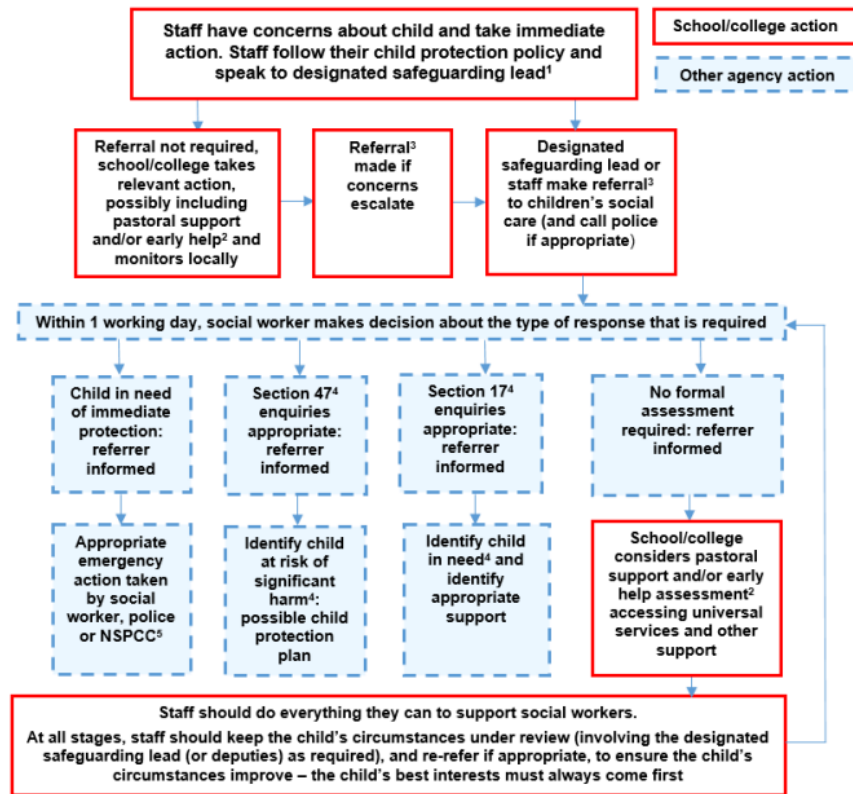 Staff have concerns about child and take immediate
action. Staff follow their child protection policy and
speak to designated safeguarding lead¹
School/college action
Other agency action
Referral not required,
school/college takes
relevant action,
possibly including
pastoral support
and/or early help² and
monitors locally
Referral³
made if
concerns
escalate
Designated
safeguarding lead or
staff make referral³
to children's social
care (and call police
if appropriate)
Within 1 working day, social worker makes decision about the type of response that is required
Child in need
of immediate
protection:
referrer
informed
Section 47⁴
enquiries
appropriate:
referrer
informed
Section 17⁴
enquiries
appropriate:
referrer
informed
No formal
assessment
required: referrer
informed
Appropriate
emergency
action taken
by social
worker, police
or NSPCC⁵
Identify child
at risk of
significant
harm⁴:
possible child
protection
plan
Identify child
in need⁴ and
identify
appropriate
support
School/college
considers pastoral
support and/or early
help assessment²
accessing universal
services and other
support
Staff should do everything they can to support social workers.
At all stages, staff should keep the child's circumstances under review (involving the designated
safeguarding lead (or deputies) as required), and re-refer if appropriate, to ensure the child's
circumstances improve – the child's best interests must always come first